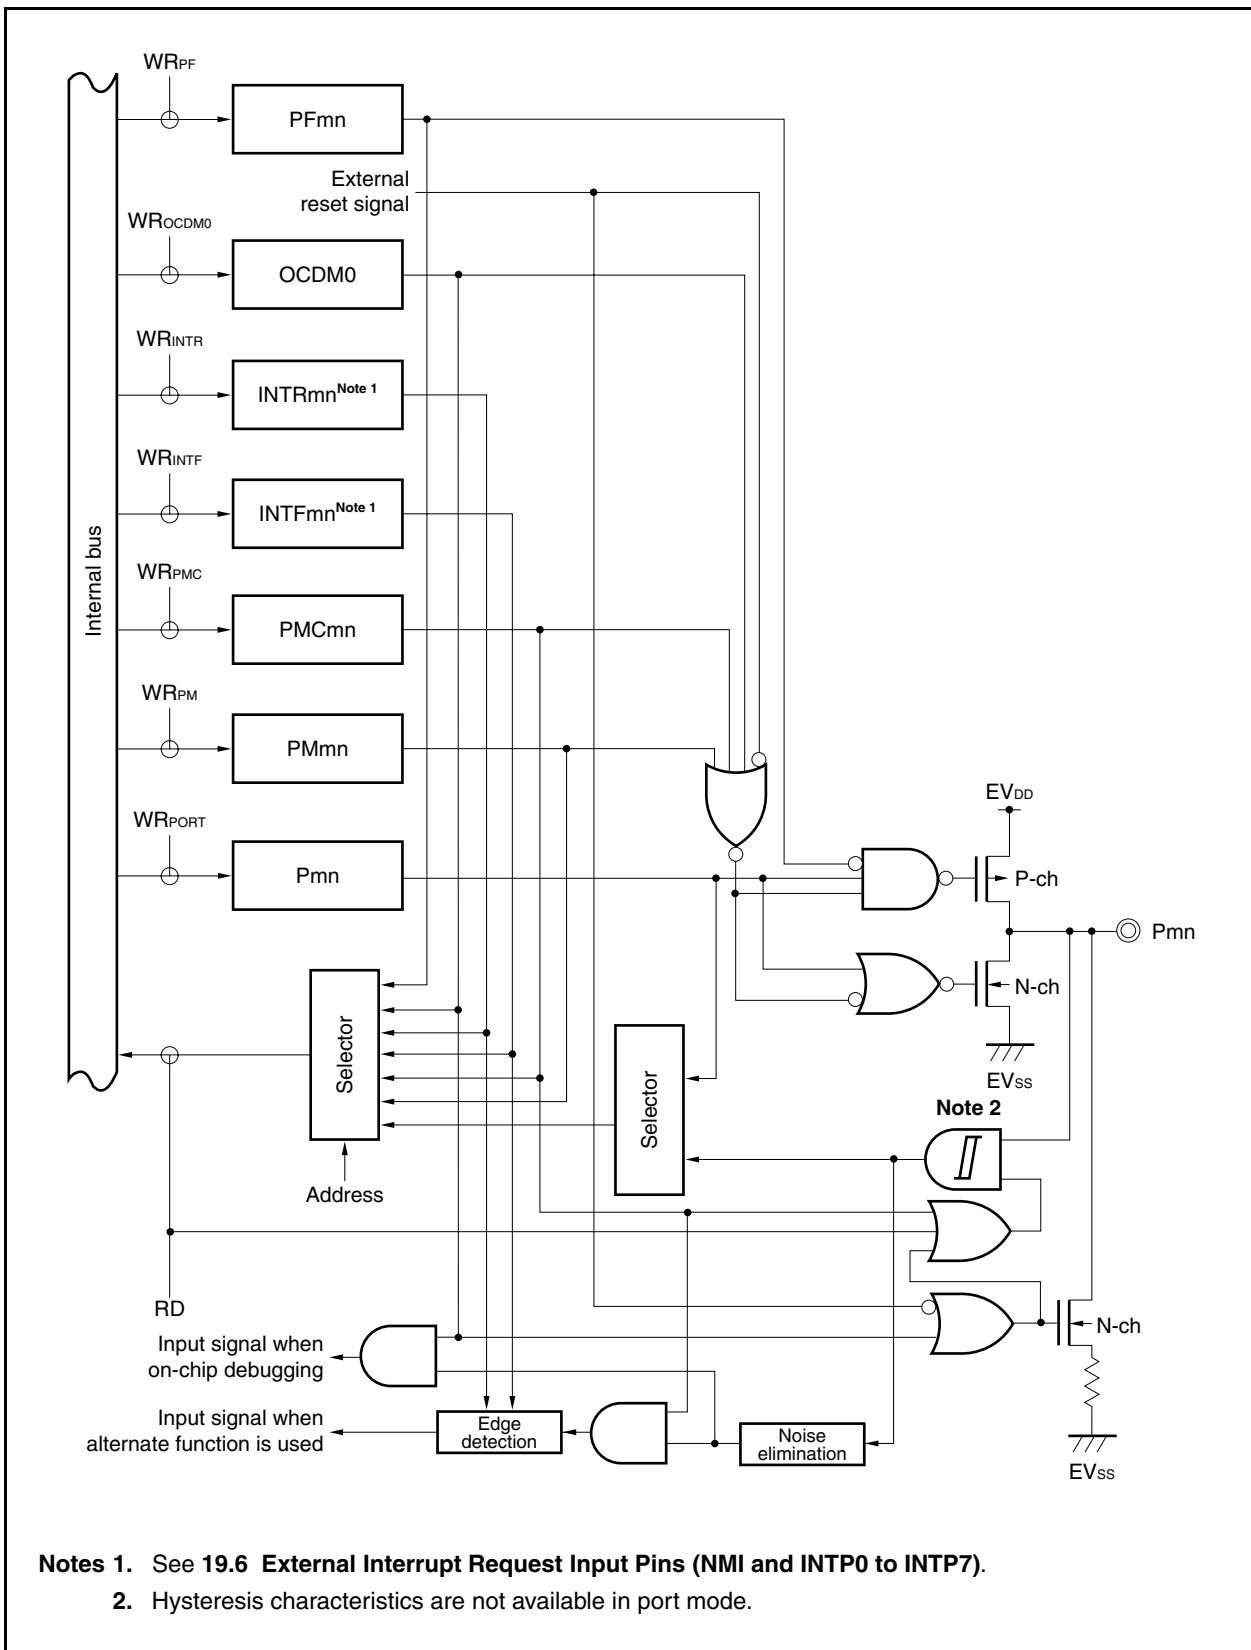 WRPF
PFmn
External
reset signal
WROCDM0
OCDM0
WRINTR
INTRmnNote 1
WRINTF
INTFmnNote 1
Internal bus
WRPMC
PMCmn
WRPM
PMmn
WRPORT
Pmn
EVDD
P-ch
Pmn
N-ch
EVSS
Selector
Selector
Note 2
Address
RD
N-ch
Input signal when
on-chip debugging
Input signal when
alternate function is used
Edge
detection
Noise
elimination
EVSS
Notes 1. See 19.6 External Interrupt Request Input Pins (NMI and INTP0 to INTP7).
2. Hysteresis characteristics are not available in port mode.